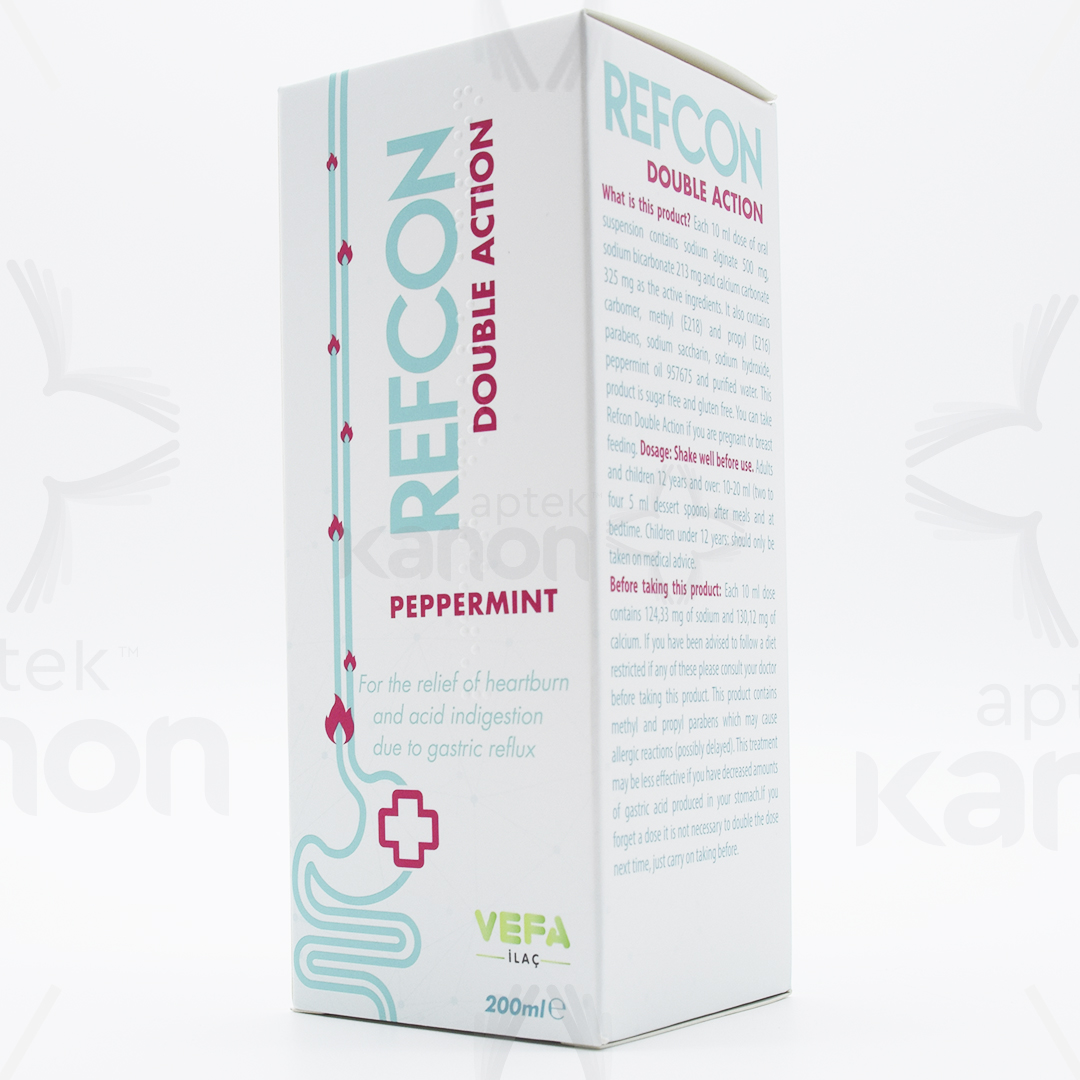 REFCON
DOUBLE ACTION
PEPPERMINT
For the relief of heartburn
and acid indigestion
due to gastric reflux
VEFA
İLAÇ
200ml℮
REFCON
DOUBLE ACTION
What is this product? Each 10 ml dose of oral
suspension contains sodium alginate 500 mg,
sodium bicarbonate 213 mg and calcium carbonate
325 mg as the active ingredients. It also contains
carbomer, methyl (E218) and propyl (E216)
parabens, sodium saccharin, sodium hydroxide,
peppermint oil 957675 and purified water. This
product is sugar free and gluten free. You can take
Refcon Double Action if you are pregnant or breast
feeding. Dosage: Shake well before use. Adults
and children 12 years and over: 10-20 ml (two to
four 5 ml dessert spoons) after meals and at
bedtime. Children under 12 years: should only be
taken on medical advice.
Before taking this product: Each 10 ml dose
contains 124,33 mg of sodium and 130,12 mg of
calcium. If you have been advised to follow a diet
restricted if any of these please consult your doctor
before taking this product. This product contains
methyl and propyl parabens which may cause
allergic reactions (possibly delayed). This treatment
may be less effective if you have decreased amounts
of gastric acid produced in your stomach.If you
forget a dose it is not necessary to double the dose
next time, just carry on taking before.
aptek
kanon
tek™
non
apt
kan